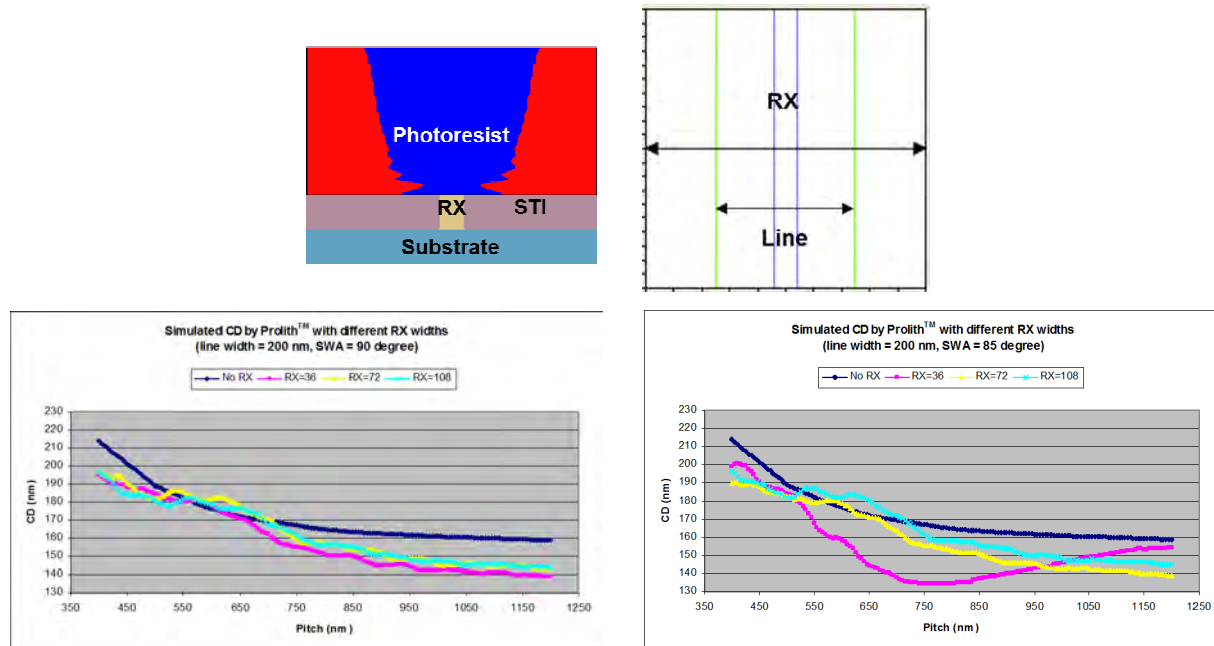 Photoresist
RX
STI
Substrate
RX
Line
Simulated CD by Prolith™ with different RX widths
(line width = 200 nm, SWA = 90 degree)
No RX RX=36 RX=72 RX=108
CD (nm)
230
220
210
200
190
180
170
160
150
140
130
350 450 550 650 750 850 950 1050 1150 1250
Pitch (nm)
Simulated CD by Prolith™ with different RX widths
(line width = 200 nm, SWA = 85 degree)
No RX RX=36 RX=72 RX=108
CD (nm)
230
220
210
200
190
180
170
160
150
140
130
350 450 550 650 750 850 950 1050 1150 1250
Pitch (nm)